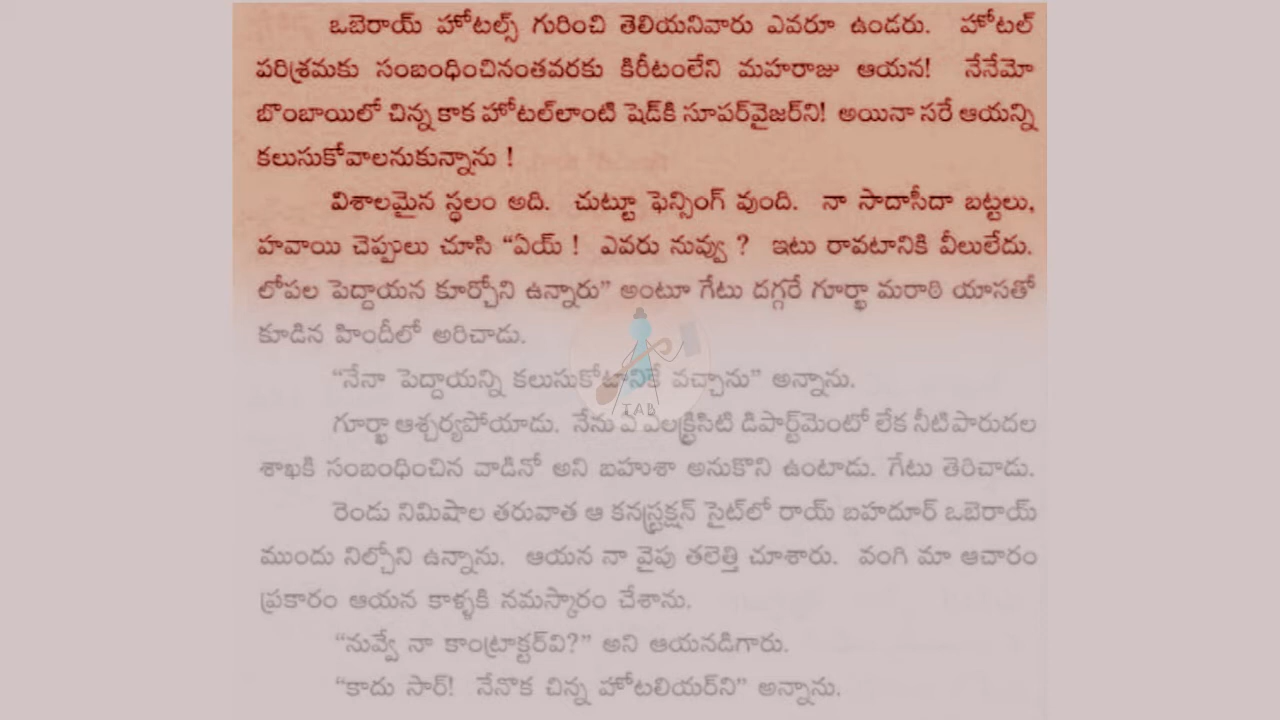 ఒబెరాయ్ హోటల్స్ గురించి తెలియనివారు ఎవరూ ఉండరు. హోటల్
పరిశ్రమకు సంబంధించినంతవరకు కిరీటంలేని మహరాజు ఆయన! నేనేమో
బొంబాయిలో చిన్న కాక హోటల్‌లాంటి షెడ్‌కి సూపర్‌వైజర్‌ని! అయినా సరే ఆయన్ని
కలుసుకోవాలనుకున్నాను !
విశాలమైన స్థలం అది. చుట్టూ ఫెన్సింగ్ వుంది. నా సాదాసీదా బట్టలు,
హవాయి చెప్పులు చూసి “ఏయ్ ! ఎవరు నువ్వు ? ఇటు రావటానికి వీలులేదు.
లోపల పెద్దాయన కూర్చోని ఉన్నారు” అంటూ గేటు దగ్గరే గూర్ఖా మరాఠి యాసతో
కూడిన హిందీలో అరిచాడు.
“నేనా పెద్దాయన్ని కలుసుకోటానికే వచ్చాను” అన్నాను.
TAL
గూర్ఖా ఆశ్చర్యపోయాడు. నేను ఏ ఎలక్ట్రిసిటి డిపార్ట్‌మెంటో లేక నీటిపారుదల
శాఖకి సంబంధించిన వాడినో అని బహుశా అనుకొని ఉంటాడు. గేటు తెరిచాడు.
రెండు నిమిషాల తరువాత ఆ కనస్ట్రక్షన్ సైట్‌లో రాయ్ బహదూర్ ఒబెరాయ్
ముందు నిల్చోని ఉన్నాను. ఆయన నా వైపు తలెత్తి చూశారు. వంగి మా ఆచారం
ప్రకారం ఆయన కాళ్ళకి నమస్కారం చేశాను.
“నువ్వే నా కాంట్రాక్టర్‌వి?” అని ఆయనడిగారు.
“కాదు సార్! నేనొక చిన్న హోటలియర్‌ని” అన్నాను.